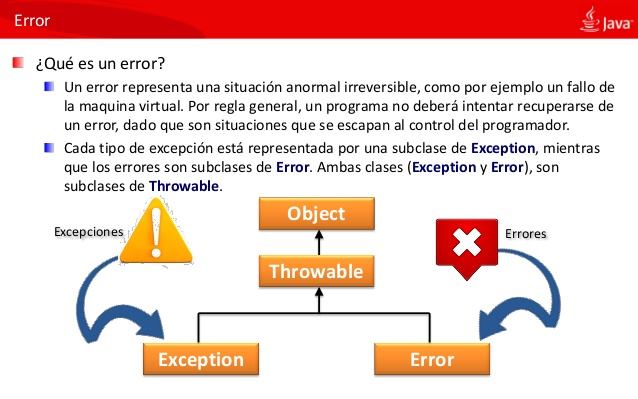 Error
Java
¿Qué es un error?
Un error representa una situación anormal irreversible, como por ejemplo un fallo de
la maquina virtual. Por regla general, un programa no deberá intentar recuperarse de
un error, dado que son situaciones que se escapan al control del programador.
Cada tipo de excepción está representada por una subclase de Exception, mientras
que los errores son subclases de Error. Ambas clases (Exception y Error), son
subclases de Throwable.
Object
Excepciones
Errores
Throwable
Exception
Error